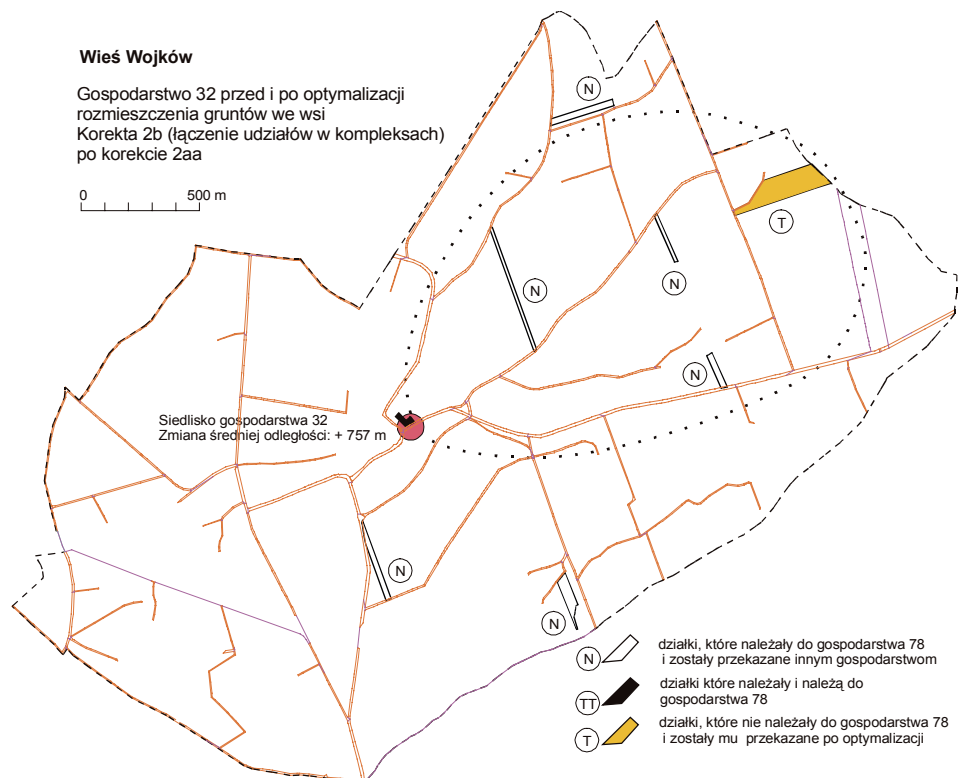 Wieś Wojków
Gospodarstwo 32 przed i po optymalizacji
rozmieszczenia gruntów we wsi
Korekta 2b (łączenie udziałów w kompleksach)
po korekcie 2aa
0 500 m
N
T
N
N
N
Siedlisko gospodarstwa 32
Zmiana średniej odległości: + 757 m
N
N
N działki, które należały do gospodarstwa 78
i zostały przekazane innym gospodarstwom
TT działki które należały i należą do
gospodarstwa 78
T działki, które nie należały do gospodarstwa 78
i zostały mu przekazane po optymalizacji